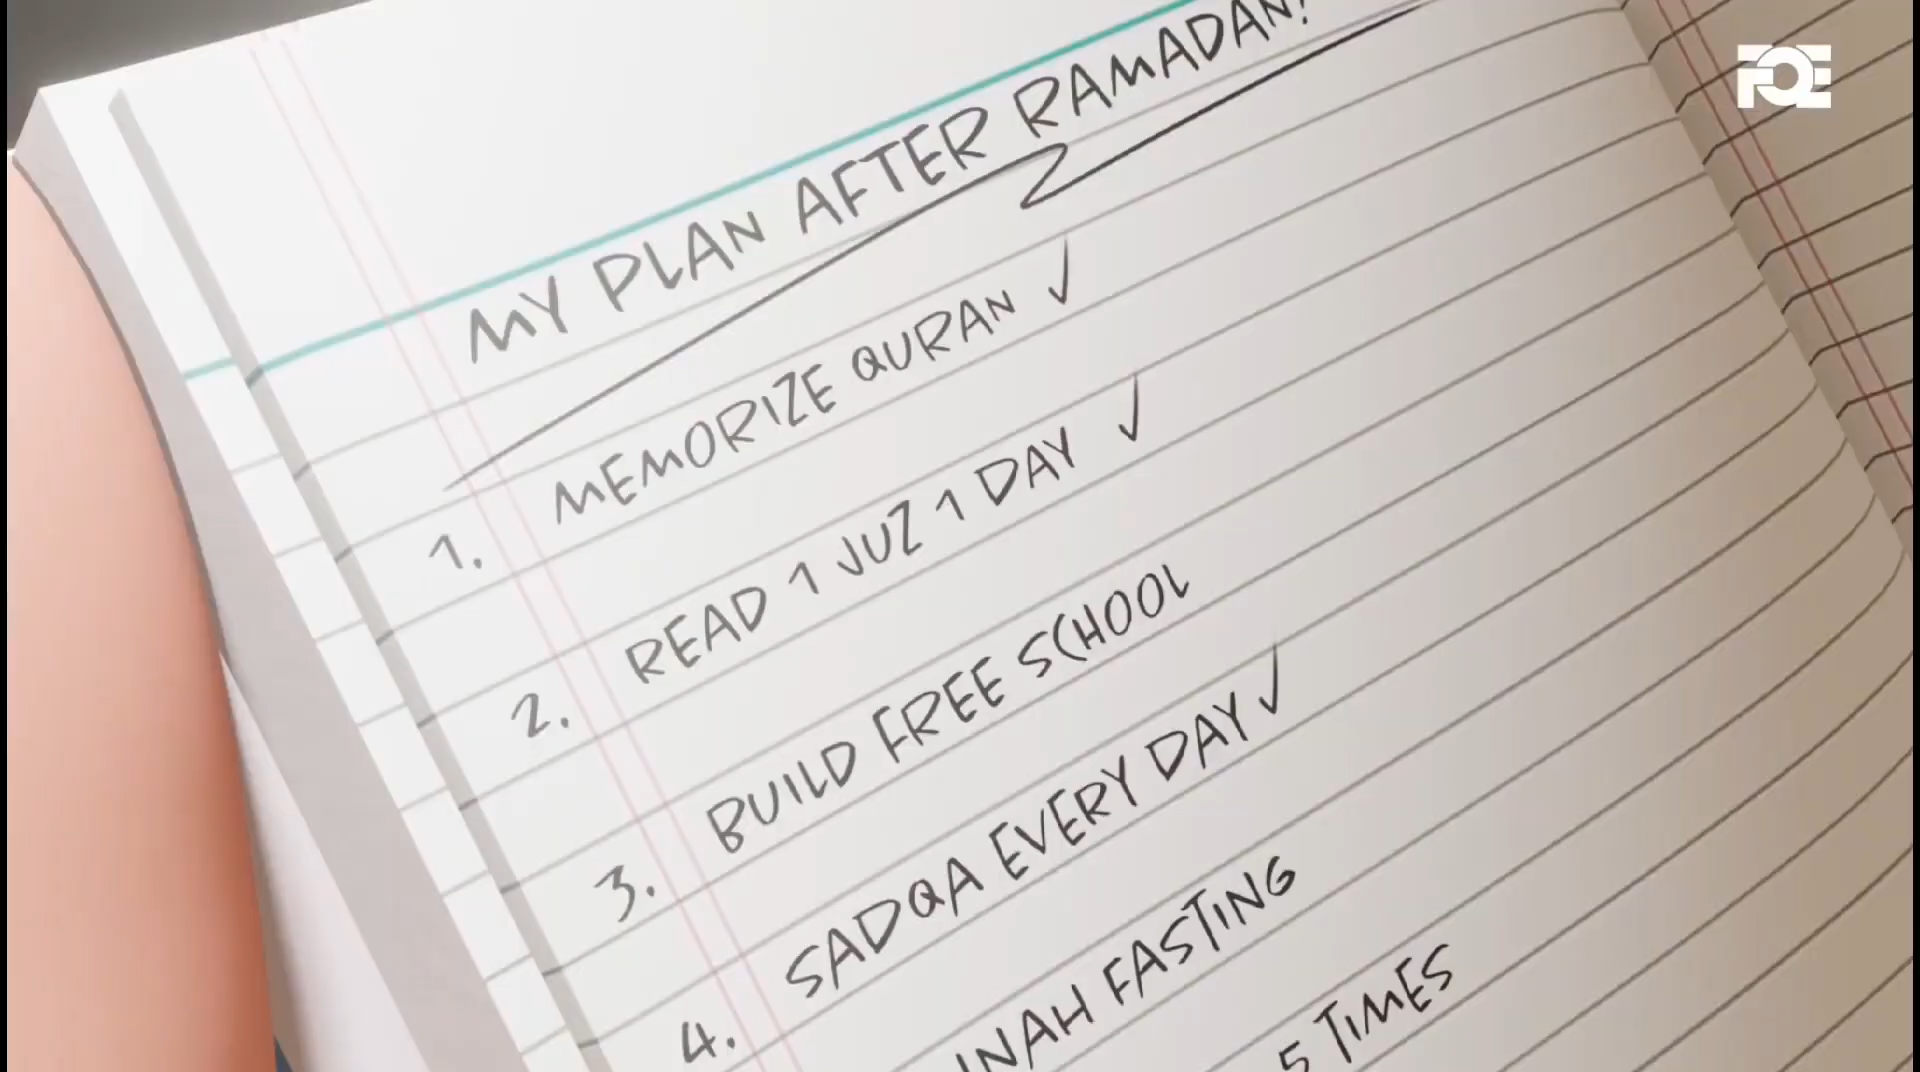 MY PLAN AFTER RAMADAN!
1. MEMORIZE QURAN ✓
2. READ 1 JUZ 1 DAY ✓
3. BUILD FREE SCHOOL
4. SADQA EVERY DAY ✓
FASTING
5 TIMES
FQE